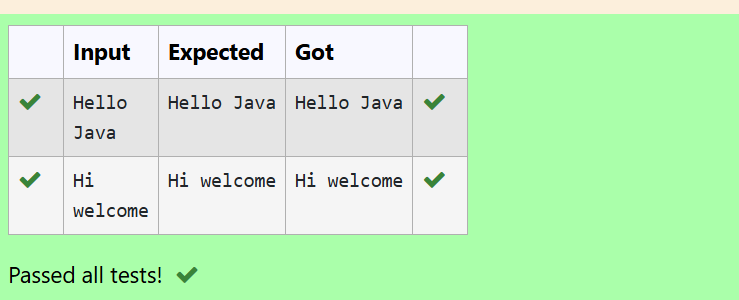 Input Expected Got
Hello Hello Java Hello Java
Java
Hi Hi welcome Hi welcome
welcome
Passed all tests!